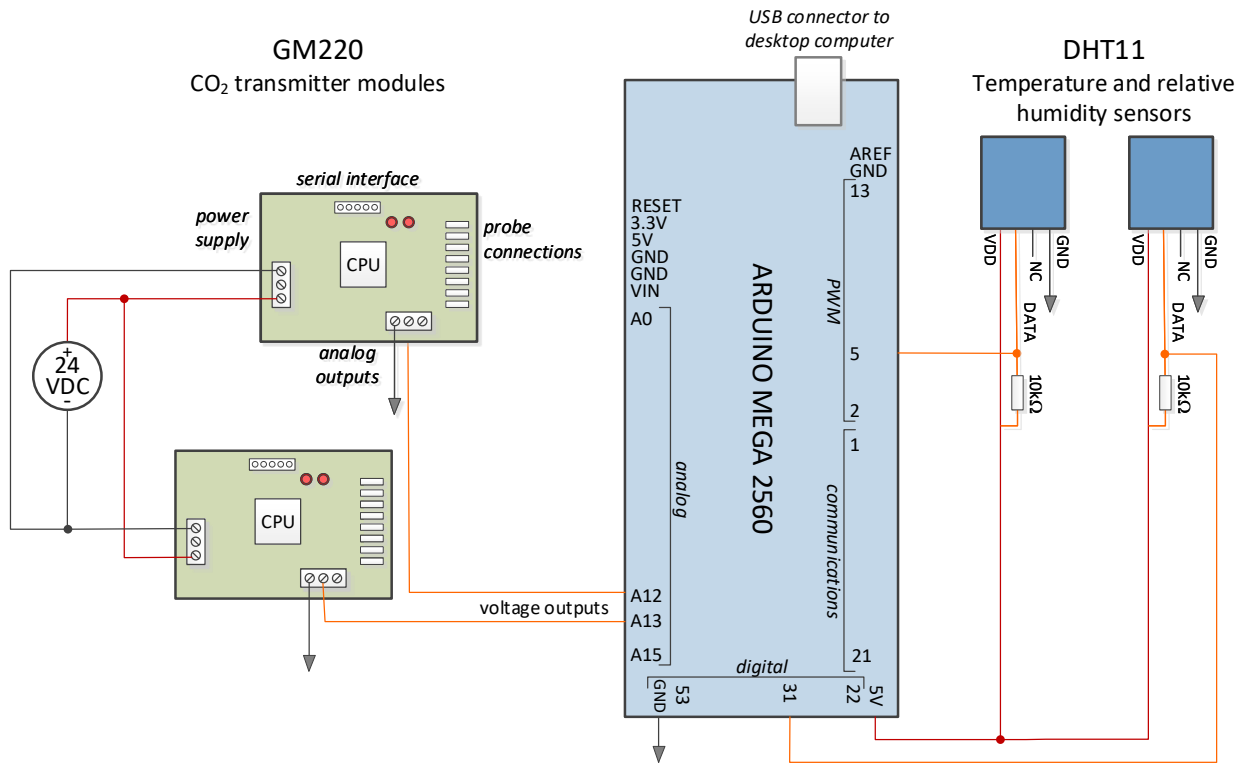 GM220
CO₂ transmitter modules
USB connector to
desktop computer
DHT11
Temperature and relative
humidity sensors
serial interface
power
supply
probe
connections
CPU
analog
outputs
+
24
VDC
-
CPU
voltage outputs
RESET
3.3V
5V
GND
GND
VIN
A0
analog
A12
A13
A15
ARDUINO MEGA 2560
AREF
GND
13
PWM
5
2
1
communications
21
digital
GND
53
31
22
5V
VDD
DATA
NC
GND
10kΩ
VDD
DATA
NC
GND
10kΩ